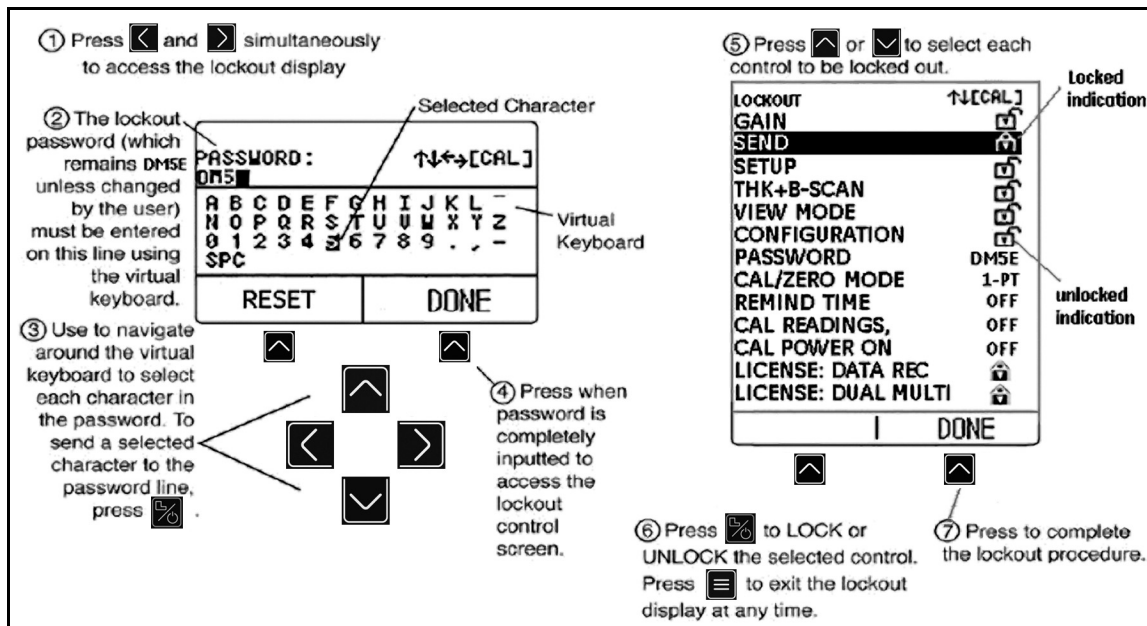 ① Press and simultaneously
to access the lockout display
② The lockout
password (which
remains DM5E
unless changed
by the user)
must be entered
on this line using
the virtual
keyboard.
Selected Character
PASSWORD: ↑↓←→[CAL]
DM5
A B C D E F G H I J K L ¯
N O P Q R S T U V W X Y Z
0 1 2 3 4 5 6 7 8 9 . , -
SPC
RESET DONE
Virtual
Keyboard
③ Use to navigate
around the virtual
keyboard to select
each character in
the password. To
send a selected
character to the
password line,
press .
④ Press when
password is
completely
inputted to
access the
lockout
control
screen.
⑤ Press or to select each
control to be locked out.
LOCKOUT ↑↓[CAL]
GAIN
SEND
SETUP
THK+B-SCAN
VIEW MODE
CONFIGURATION
PASSWORD DM5E
CAL/ZERO MODE 1-PT
REMIND TIME OFF
CAL READINGS, OFF
CAL POWER ON OFF
LICENSE: DATA REC
LICENSE: DUAL MULTI
DONE
Locked
indication
unlocked
indication
⑥ Press to LOCK or
UNLOCK the selected control.
Press to exit the lockout
display at any time.
⑦ Press to complete
the lockout procedure.